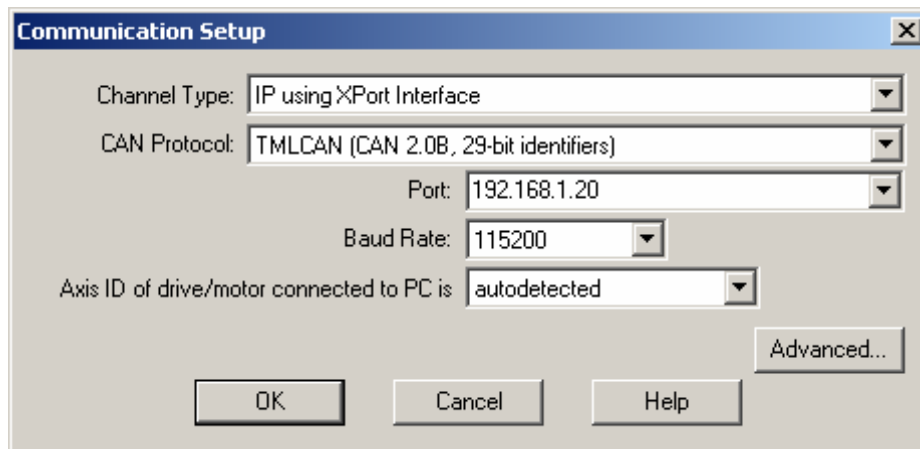 Communication Setup
Channel Type: IP using XPort Interface
CAN Protocol: TMLCAN (CAN 2.0B, 29-bit identifiers)
Port: 192.168.1.20
Baud Rate: 115200
Axis ID of drive/motor connected to PC is autodetected
Advanced...
OK Cancel Help